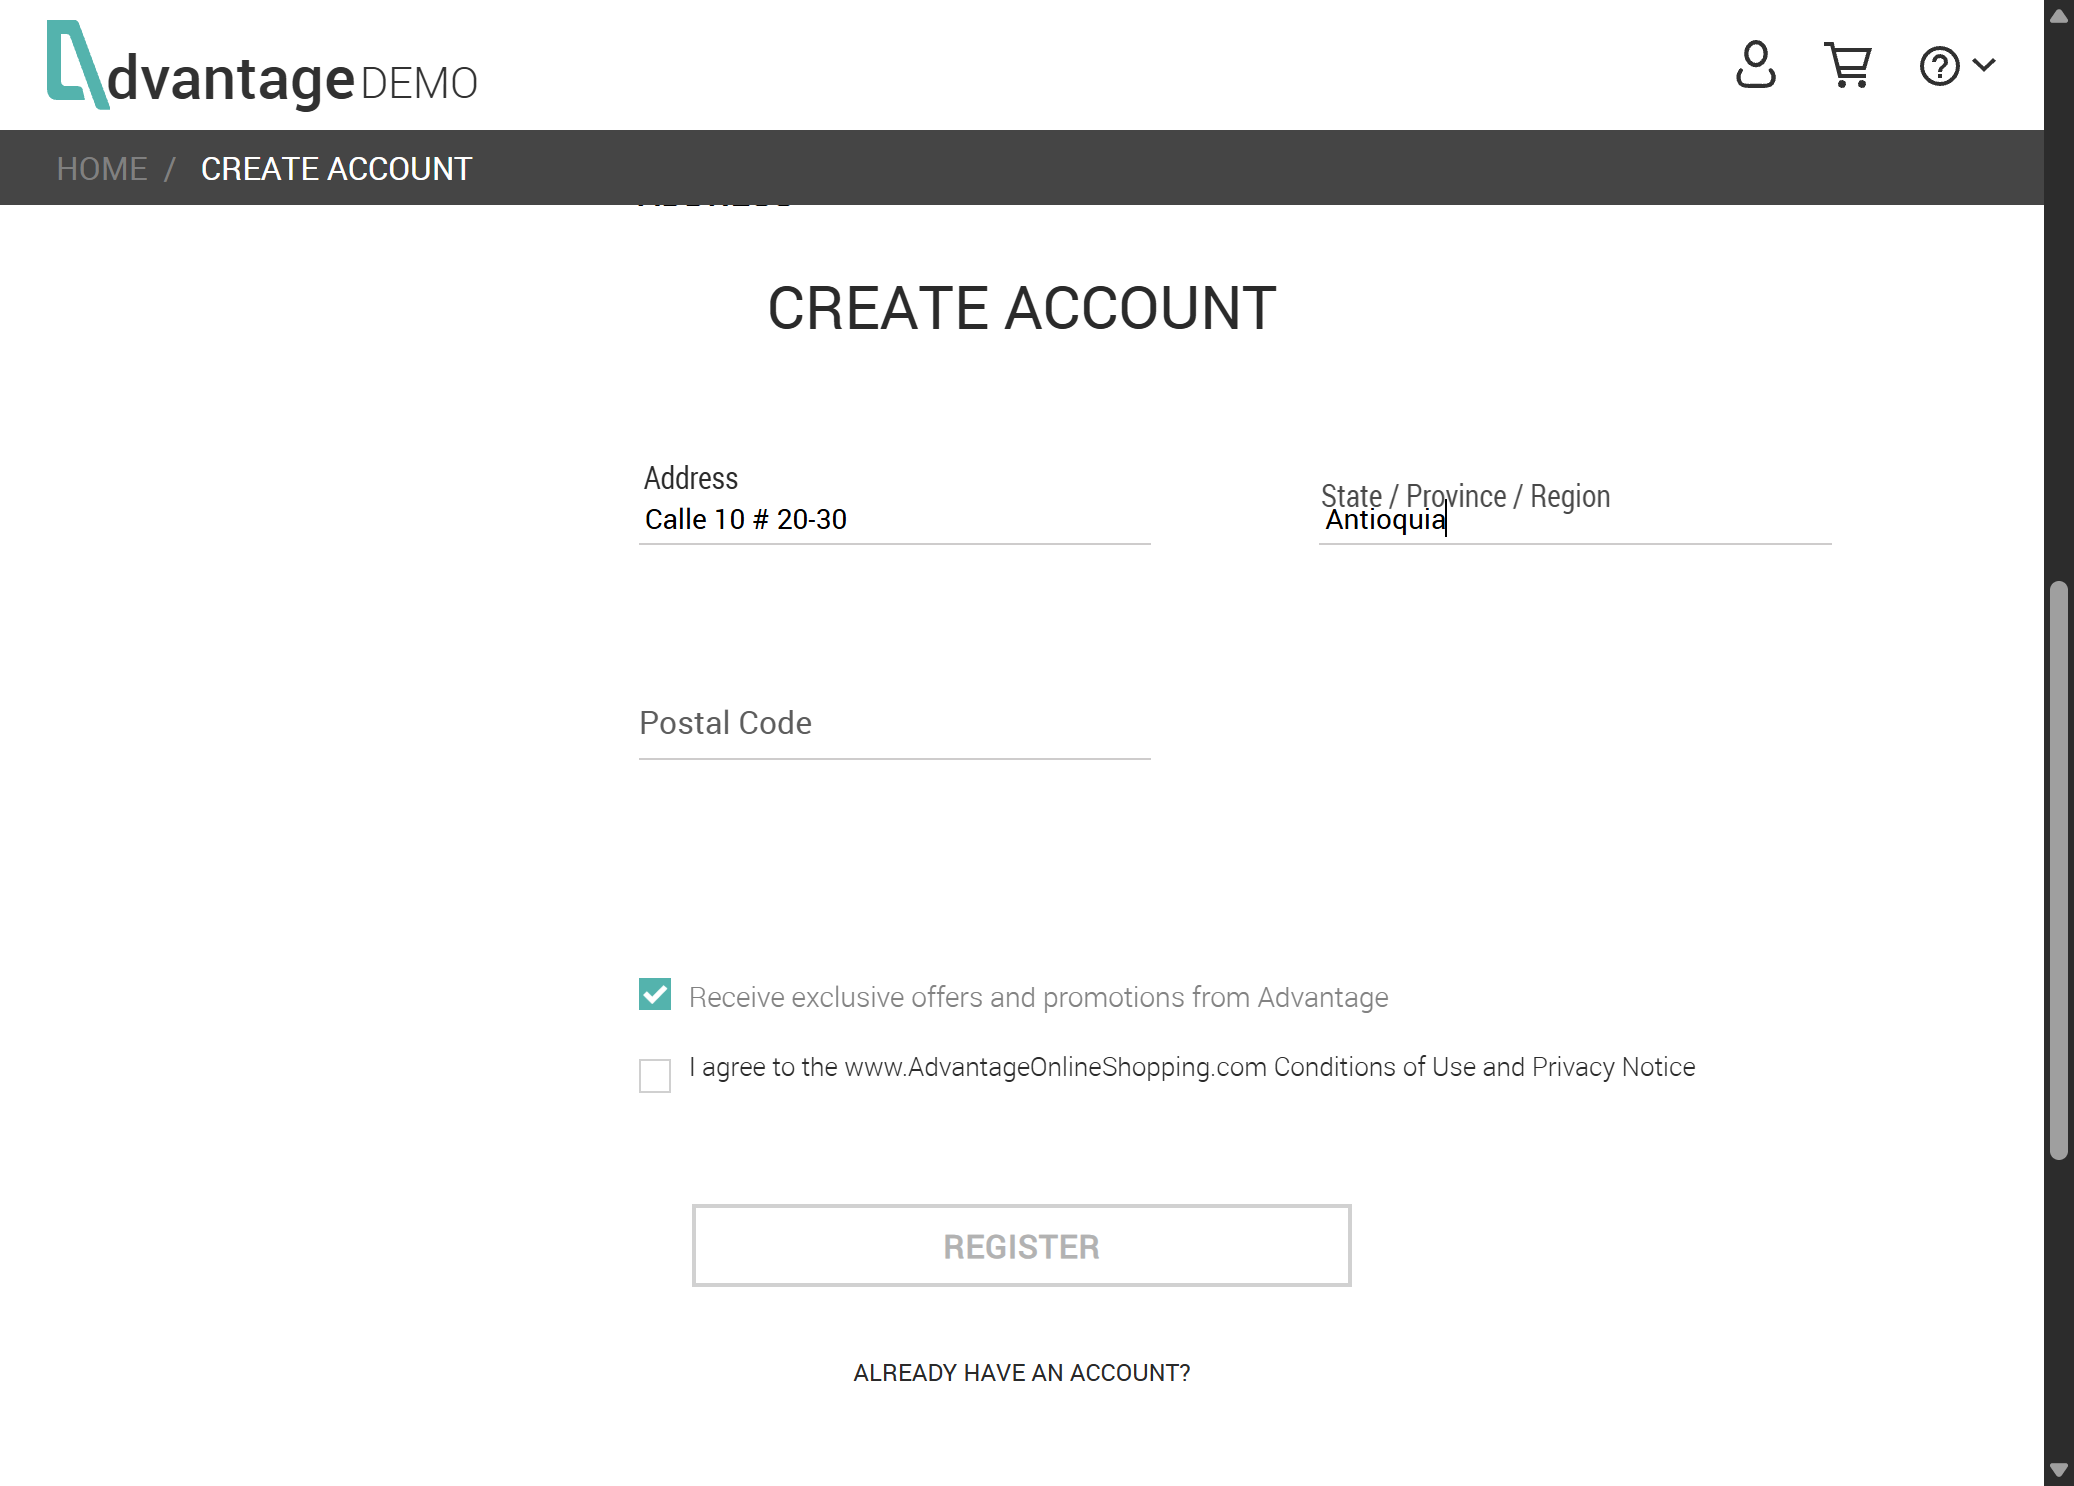 dvantage DEMO
HOME / CREATE ACCOUNT
CREATE ACCOUNT
Address
Calle 10 # 20-30
State / Province / Region
Antioquia
Postal Code
Receive exclusive offers and promotions from Advantage
I agree to the www.AdvantageOnlineShopping.com Conditions of Use and Privacy Notice
REGISTER
ALREADY HAVE AN ACCOUNT?